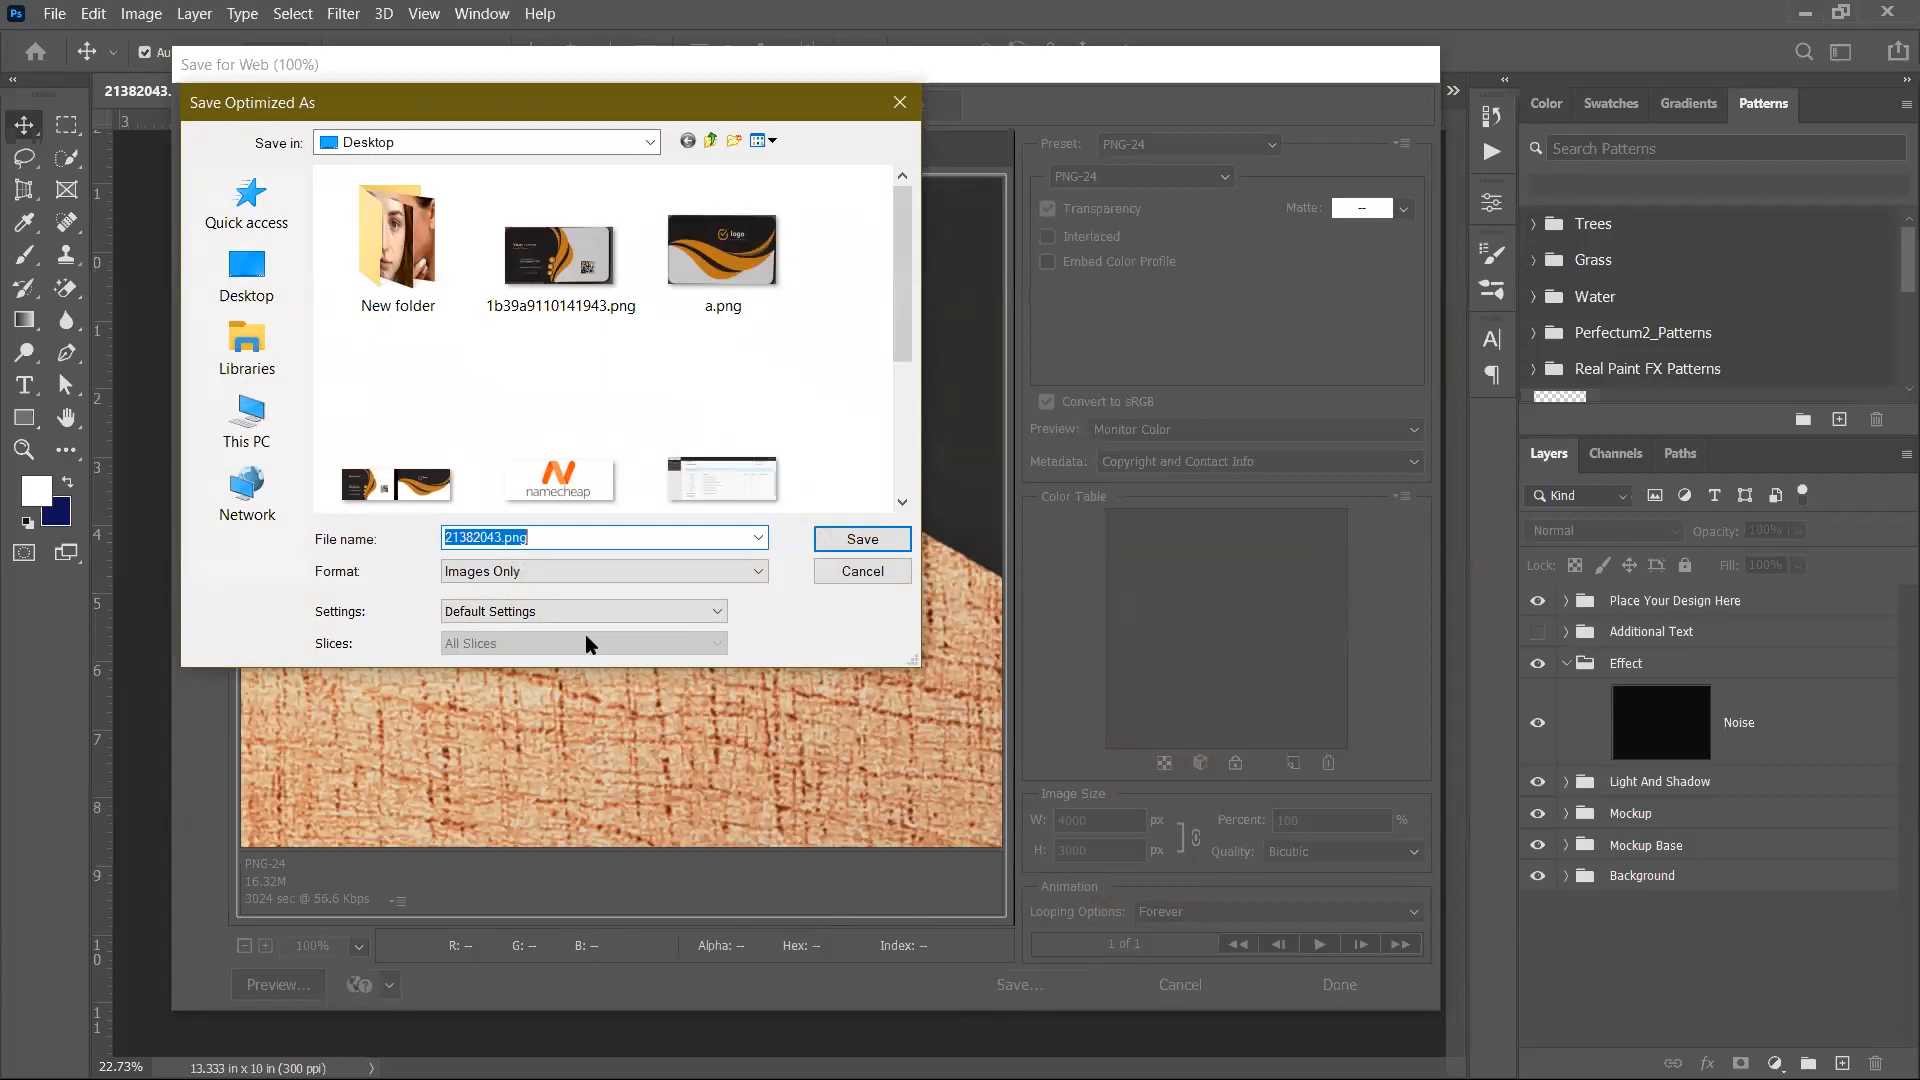 Ps File Edit Image Layer Type Select Filter 3D View Window Help
Au
21382043.
Save for Web (100%)
Save Optimized As
Save in: Desktop
Quick access
Desktop
Libraries
This PC
Network
New folder
1b39a9110141943.png
a.png
logo
namecheap
File name: 21382043.png
Save
Format: Images Only
Cancel
Settings: Default Settings
Slices: All Slices
Preset: PNG-24
PNG-24
Transparency
Matte: --
Interlaced
Embed Color Profile
Convert to sRGB
Preview: Monitor Color
Metadata: Copyright and Contact Info
Color Table
Image Size
W: 4000 px
Percent: 100 %
H: 3000 px
Quality: Bicubic
Animation
Looping Options: Forever
1 of 1
PNG-24
16.32M
3024 sec @ 56.6 Kbps
100%
R: --
G: --
B: --
Alpha: --
Hex: --
Index: --
Preview...
Save...
Cancel
Done
22.73%
13.333 in x 10 in (300 ppi)
Color Swatches Gradients Patterns
Search Patterns
Trees
Grass
Water
Perfectum2_Patterns
Real Paint FX Patterns
Layers Channels Paths
Kind
Normal
Opacity: 100%
Lock:
Fill: 100%
Place Your Design Here
Additional Text
Effect
Noise
Light And Shadow
Mockup
Mockup Base
Background